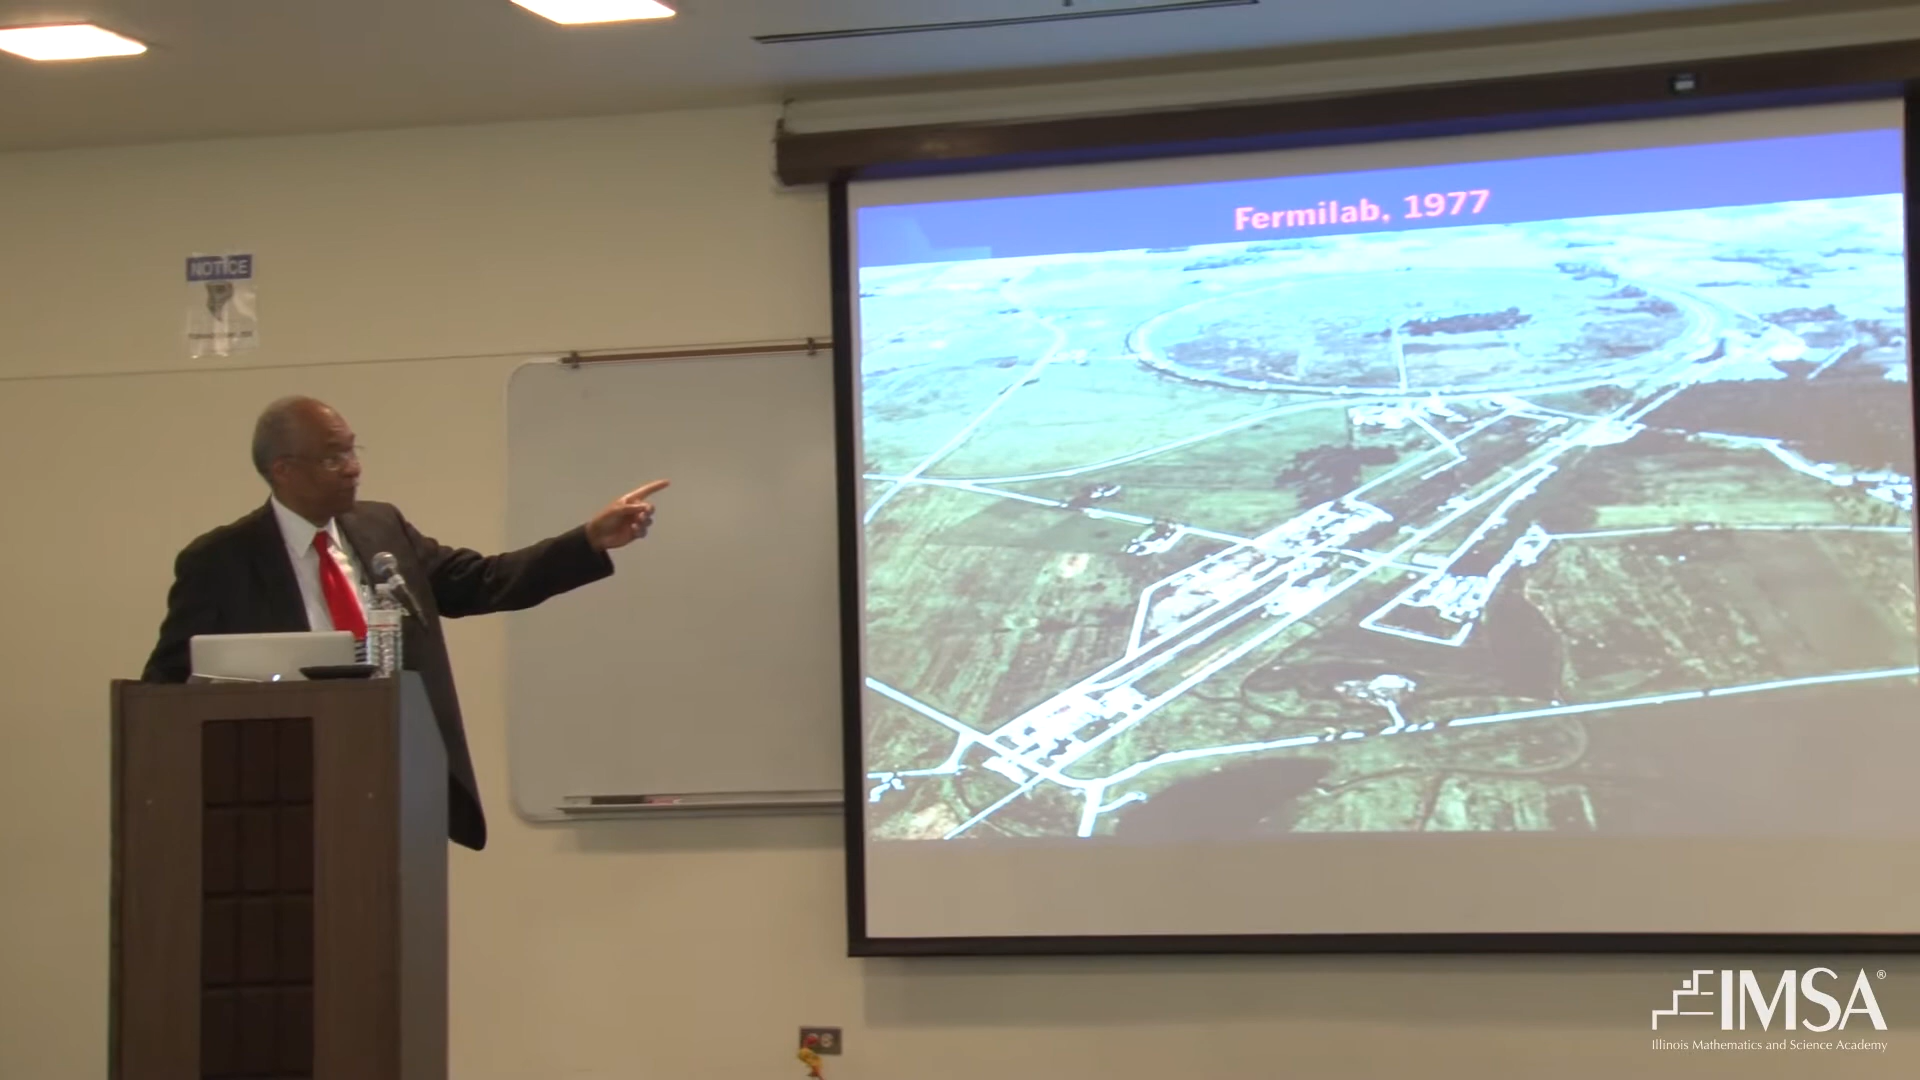 NOTICE
Fermilab, 1977
IMSA®
Illinois Mathematics and Science Academy